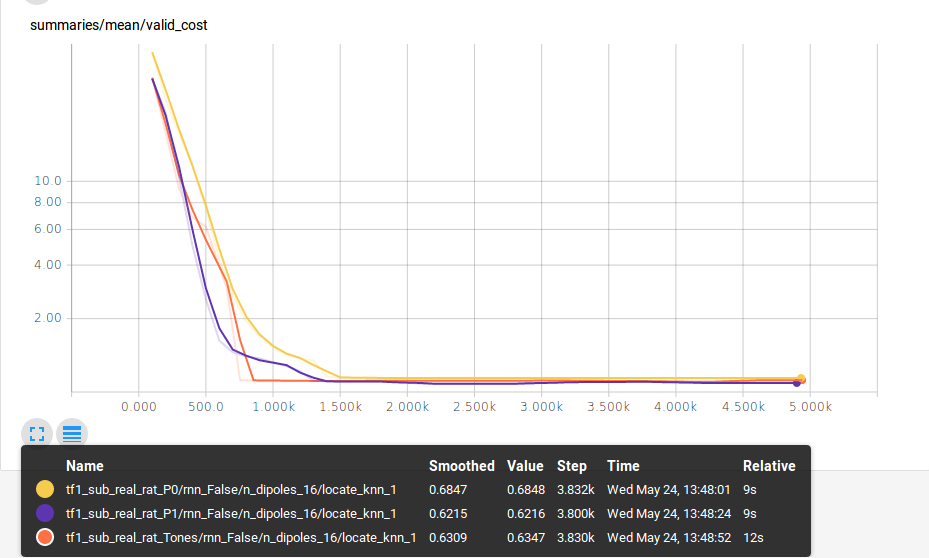 summaries/mean/valid_cost
10.0
8.00
6.00
4.00
2.00
0.000 500.0 1.000k 1.500k 2.000k 2.500k 3.000k 3.500k 4.000k 4.500k 5.000k
Name Smoothed Value Step Time Relative
tf1_sub_real_rat_P0/rnn_False/n_dipoles_16/locate_knn_1 0.6847 0.6848 3.832k Wed May 24, 13:48:01 9s
tf1_sub_real_rat_P1/rnn_False/n_dipoles_16/locate_knn_1 0.6215 0.6216 3.800k Wed May 24, 13:48:24 9s
tf1_sub_real_rat_Tones/rnn_False/n_dipoles_16/locate_knn_1 0.6309 0.6347 3.830k Wed May 24, 13:48:52 12s